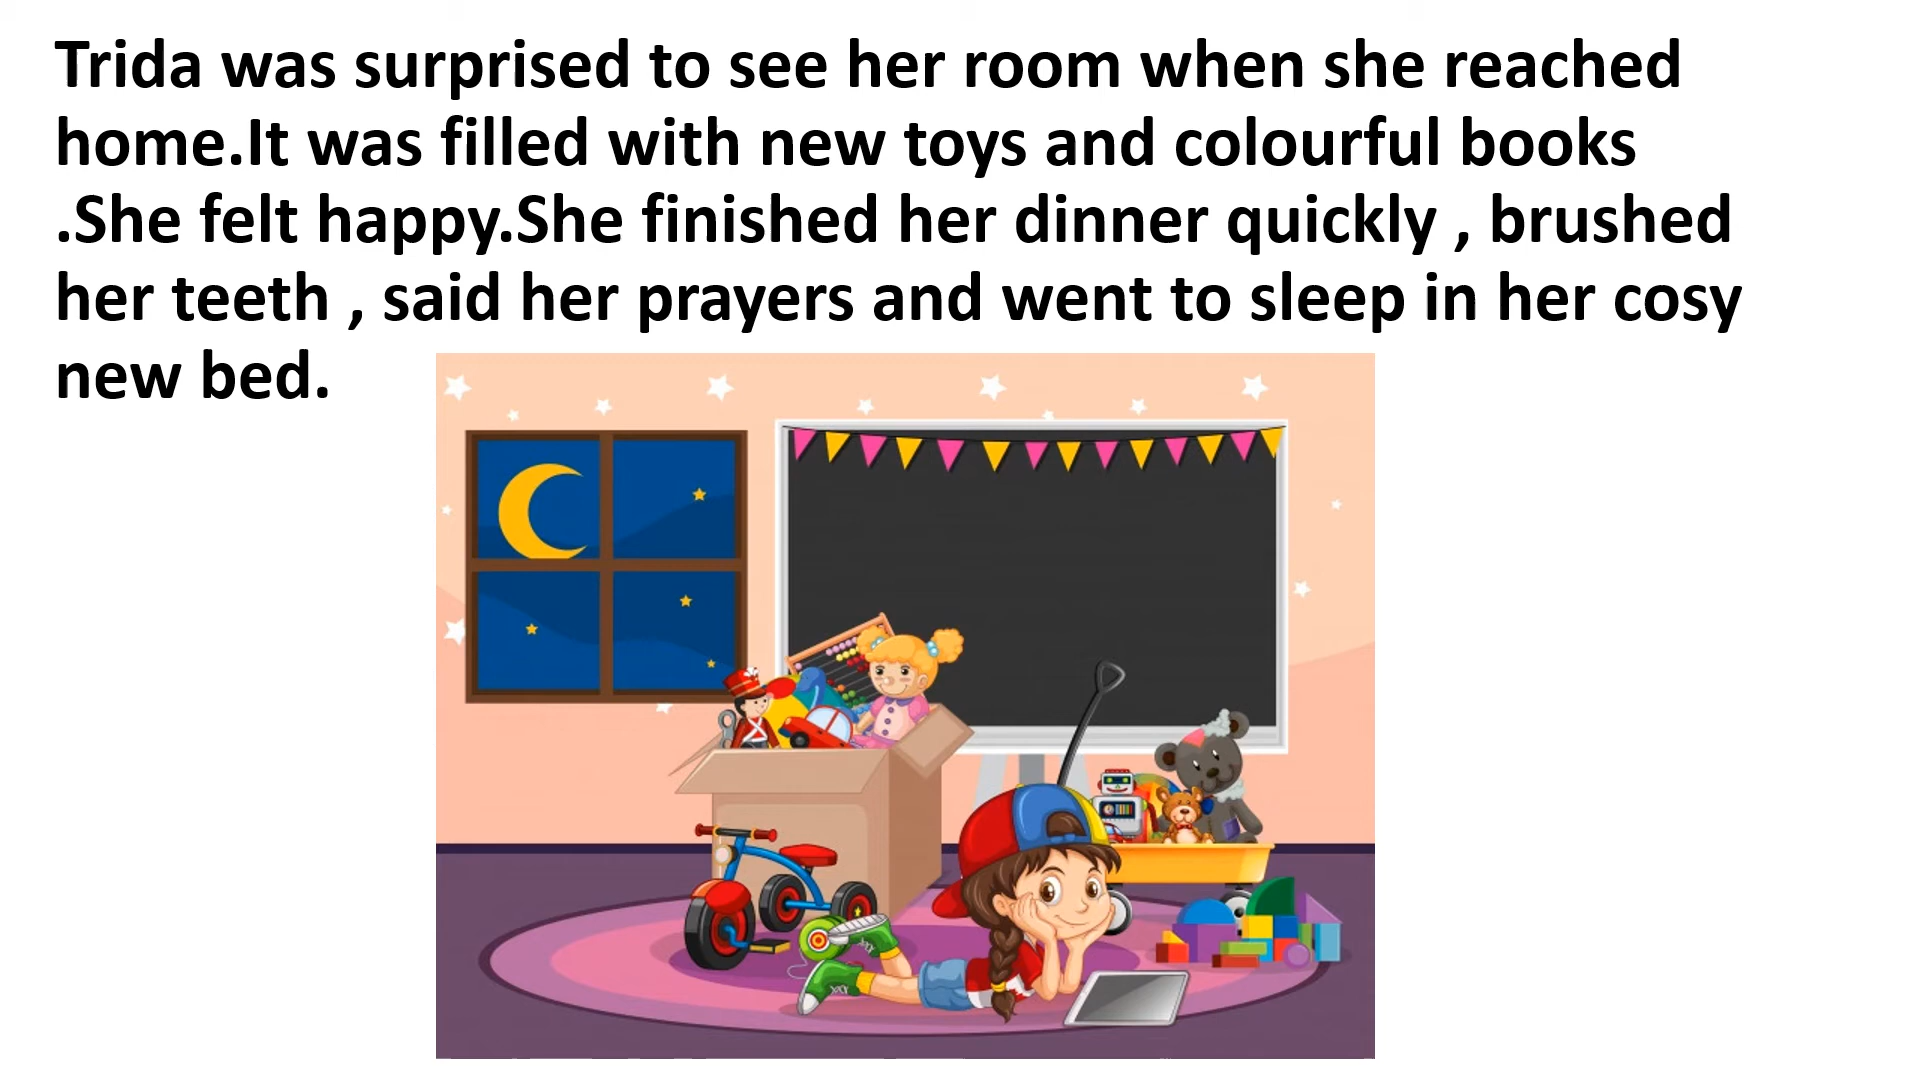 Trida was surprised to see her room when she reached
home.It was filled with new toys and colourful books
.She felt happy.She finished her dinner quickly , brushed
her teeth , said her prayers and went to sleep in her cosy
new bed.